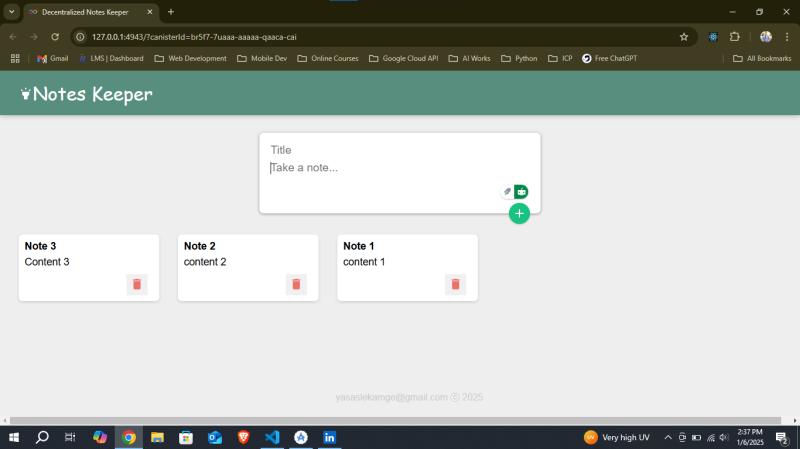 Decentralized Notes Keeper
127.0.0.1:4943/?canisterId=br5f7-7uaaa-aaaaa-qaaca-cai
Gmail LMS | Dashboard Web Development Mobile Dev Online Courses Google Cloud API AI Works Python ICP Free ChatGPT All Bookmarks
Notes Keeper
Title
Take a note...
Note 3 Note 2 Note 1
Content 3 content 2 content 1
yasaslekamge@gmail.com ⓒ 2025
Very high UV 2:37 PM
1/6/2025 2